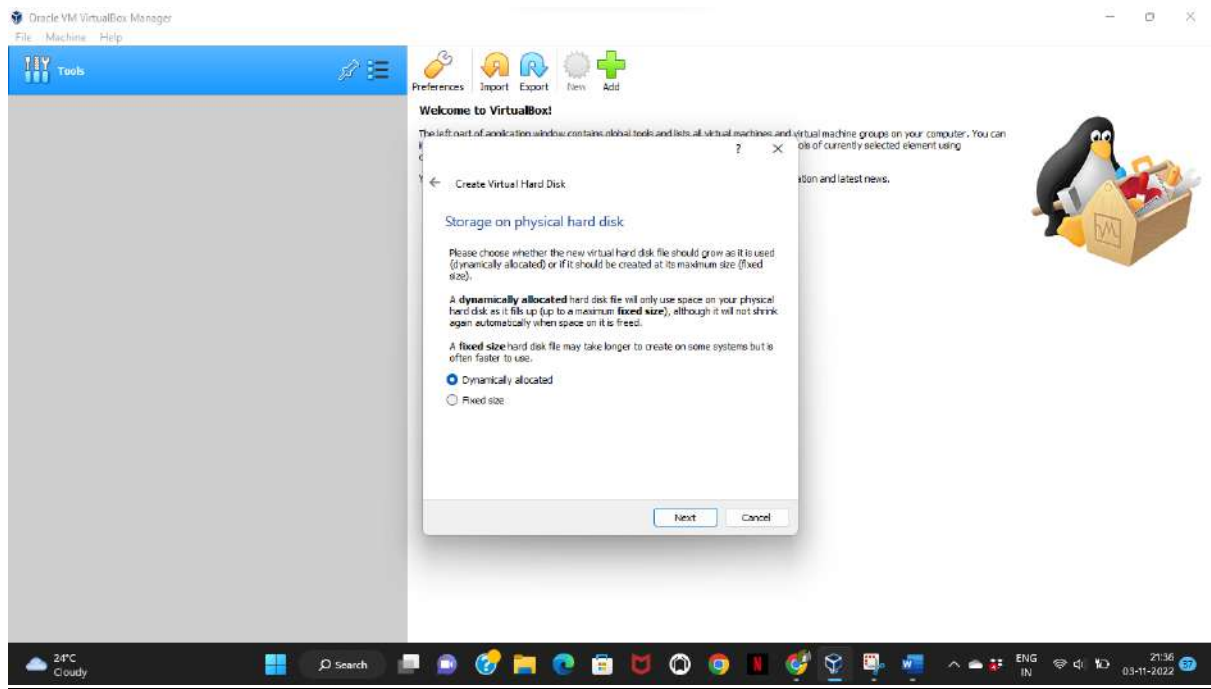 Oracle VM VirtualBox Manager
File Machine Help
Tools
Preferences Import Export New Add
Welcome to VirtualBox!
The left part of application window contains global tools and lists all virtual machines and virtual machine groups on your computer. You can
ols of currently selected element using
ation and latest news.
? ×
Create Virtual Hard Disk
Storage on physical hard disk
Please choose whether the new virtual hard disk file should grow as it is used
(dynamically allocated) or if it should be created at its maximum size (fixed
size).
A dynamically allocated hard disk file will only use space on your physical
hard disk as it fills up (up to a maximum fixed size), although it will not shrink
again automatically when space on it is freed.
A fixed size hard disk file may take longer to create on some systems but is
often faster to use.
Dynamically allocated
Fixed size
Next Cancel
24°C
Cloudy
Search
ENG
IN
21:36
03-11-2022